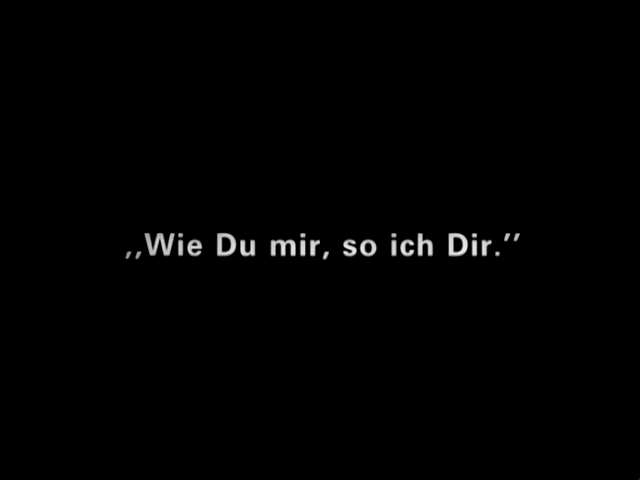 ,,Wie Du mir, so ich Dir.’’